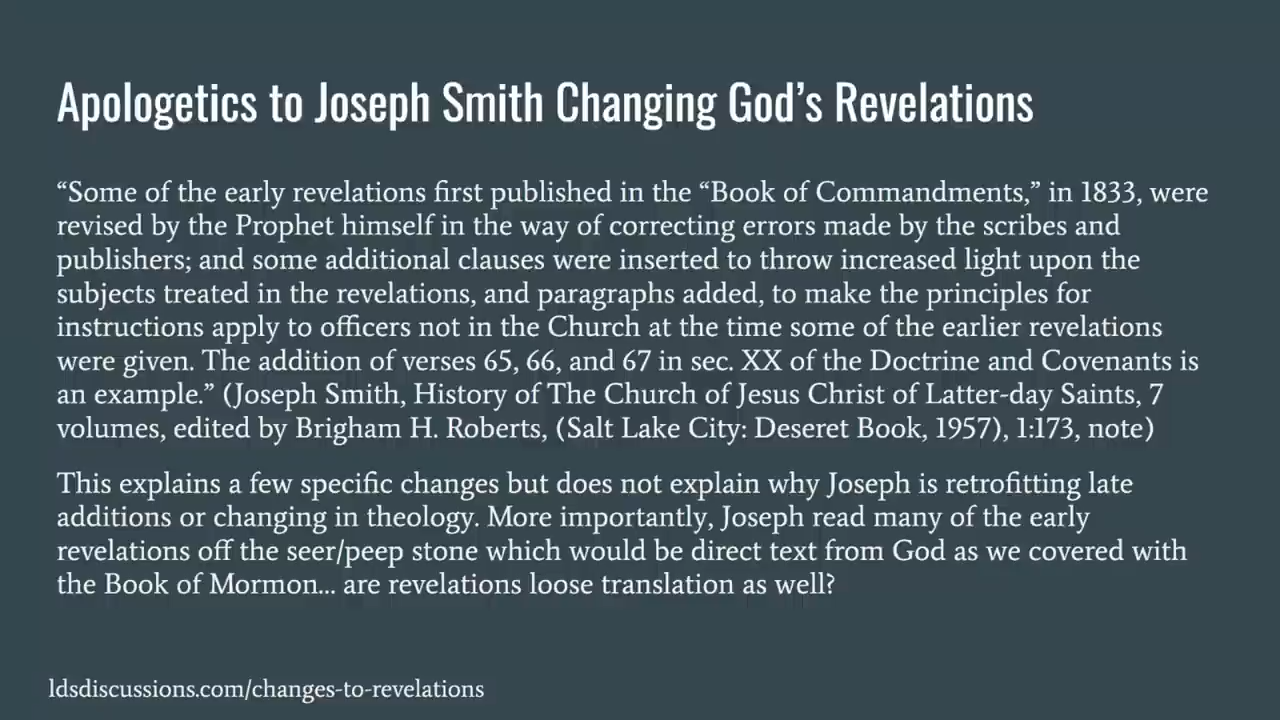 Apologetics to Joseph Smith Changing God’s Revelations
“Some of the early revelations first published in the “Book of Commandments,” in 1833, were
revised by the Prophet himself in the way of correcting errors made by the scribes and
publishers; and some additional clauses were inserted to throw increased light upon the
subjects treated in the revelations, and paragraphs added, to make the principles for
instructions apply to officers not in the Church at the time some of the earlier revelations
were given. The addition of verses 65, 66, and 67 in sec. XX of the Doctrine and Covenants is
an example.” (Joseph Smith, History of The Church of Jesus Christ of Latter-day Saints, 7
volumes, edited by Brigham H. Roberts, (Salt Lake City: Deseret Book, 1957), 1:173, note)
This explains a few specific changes but does not explain why Joseph is retrofitting late
additions or changing in theology. More importantly, Joseph read many of the early
revelations off the seer/peep stone which would be direct text from God as we covered with
the Book of Mormon... are revelations loose translation as well?
ldsdiscussions.com/changes-to-revelations